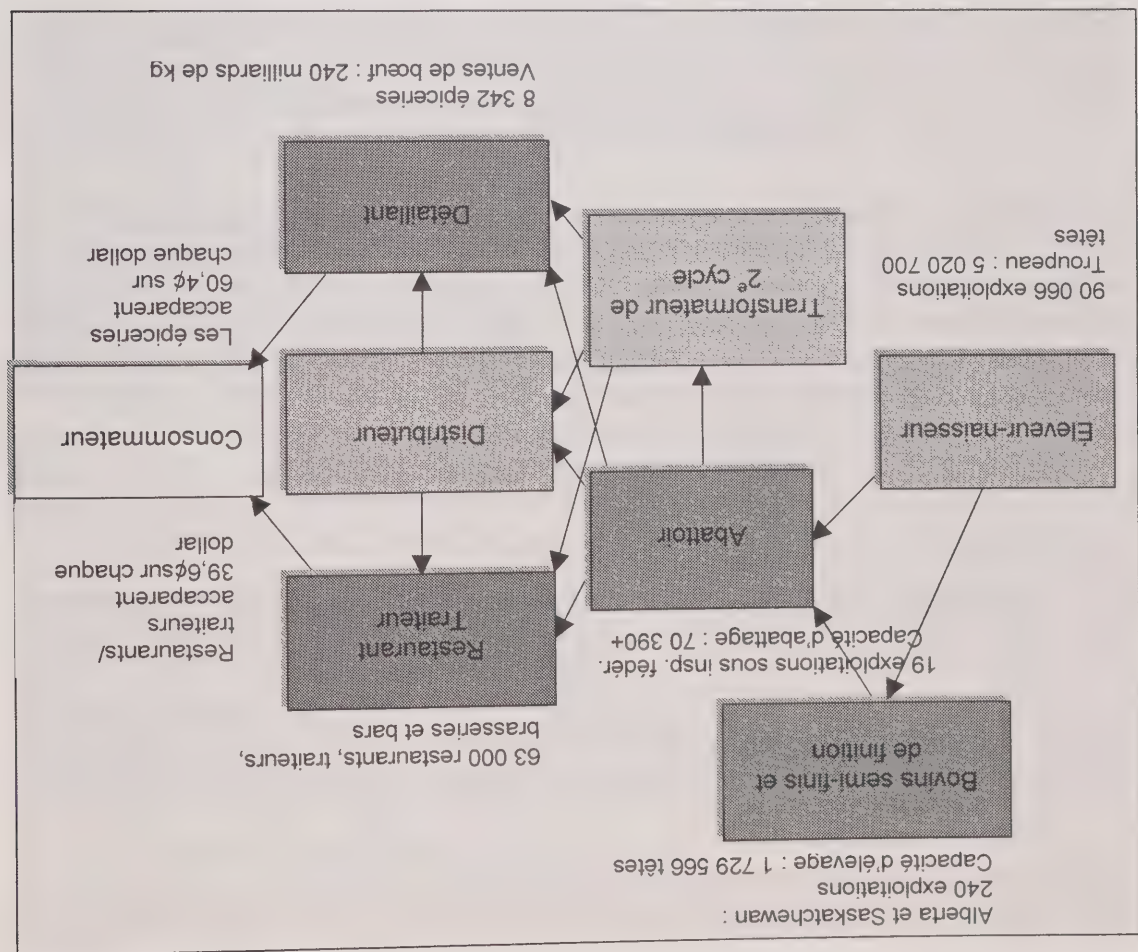 Alberta et Saskatchewan :
240 exploitations
Capacité d'élevage : 1 729 566 têtes
Bovins semi-finis et
de finition
63 000 restaurants, traiteurs,
brasseries et bars
19 exploitations sous insp. fédér.
Capacité d'abattage : 70 390+
Restaurant
Traiteur
Restaurants/
traiteurs
accaparent
39,6¢sur chaque
dollar
Abattoir
Éleveur-naisseur
Distributeur
Consommateur
90 066 exploitations
Troupeau : 5 020 700
têtes
Transformateur de
2e cycle
Les épiceries
accaparent
60,4¢ sur
chaque dollar
Détaillant
8 342 épiceries
Ventes de bœuf : 240 milliards de kg